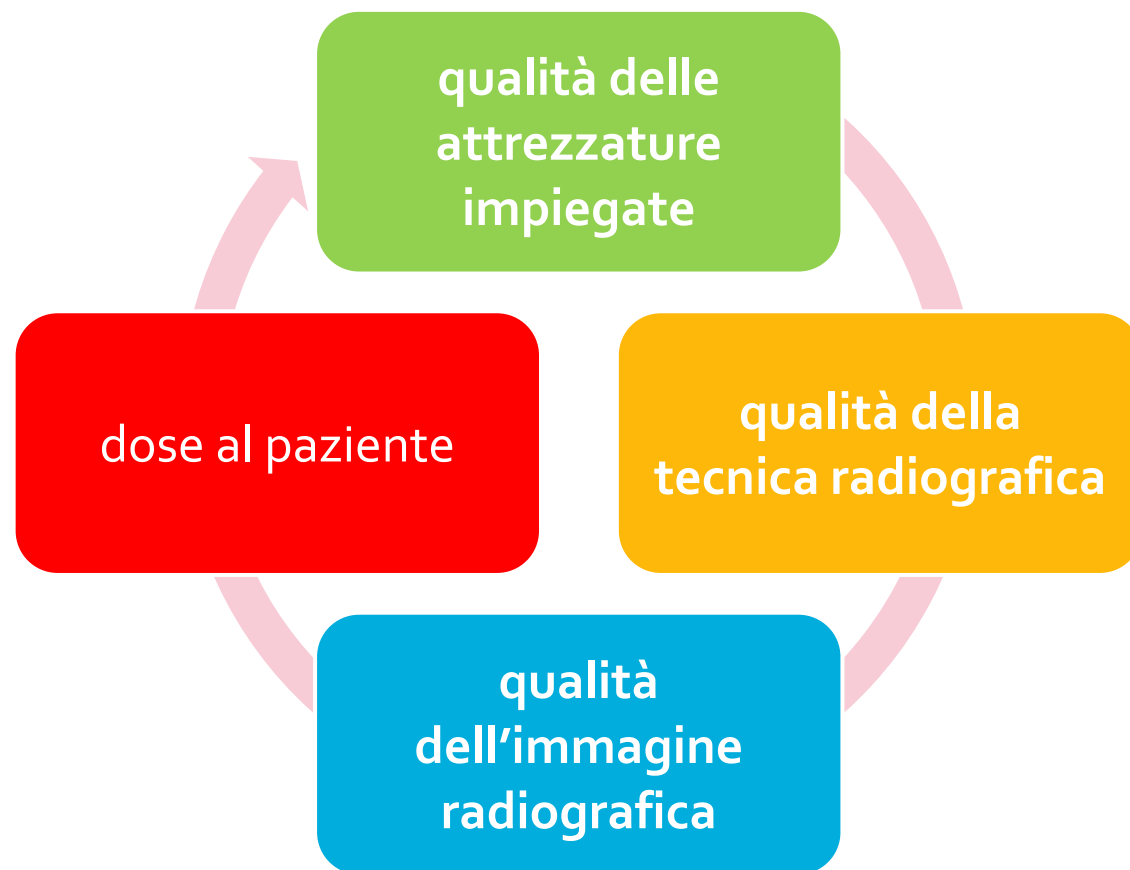 qualità delle
attrezzature
impiegate
qualità della
tecnica radiografica
qualità
dell’immagine
radiografica
dose al paziente